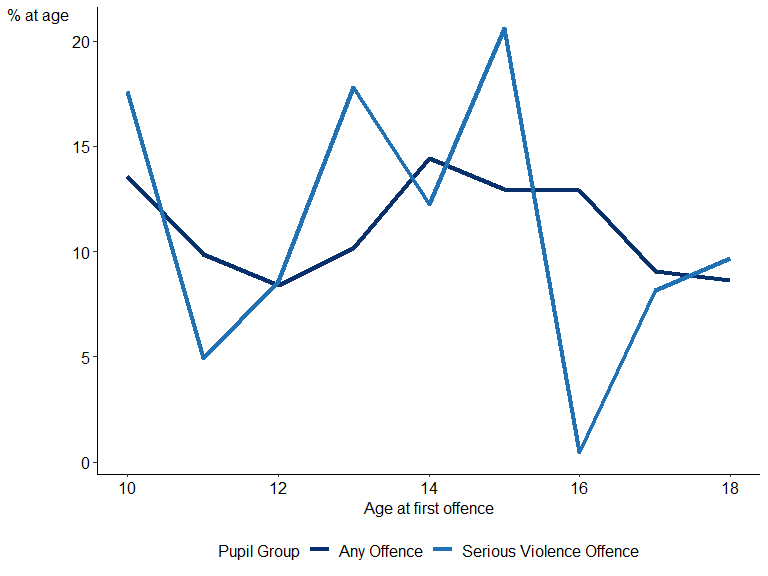 % at age
20
15
10
5
0
10 12 14 16 18
Age at first offence
Pupil Group Any Offence Serious Violence Offence